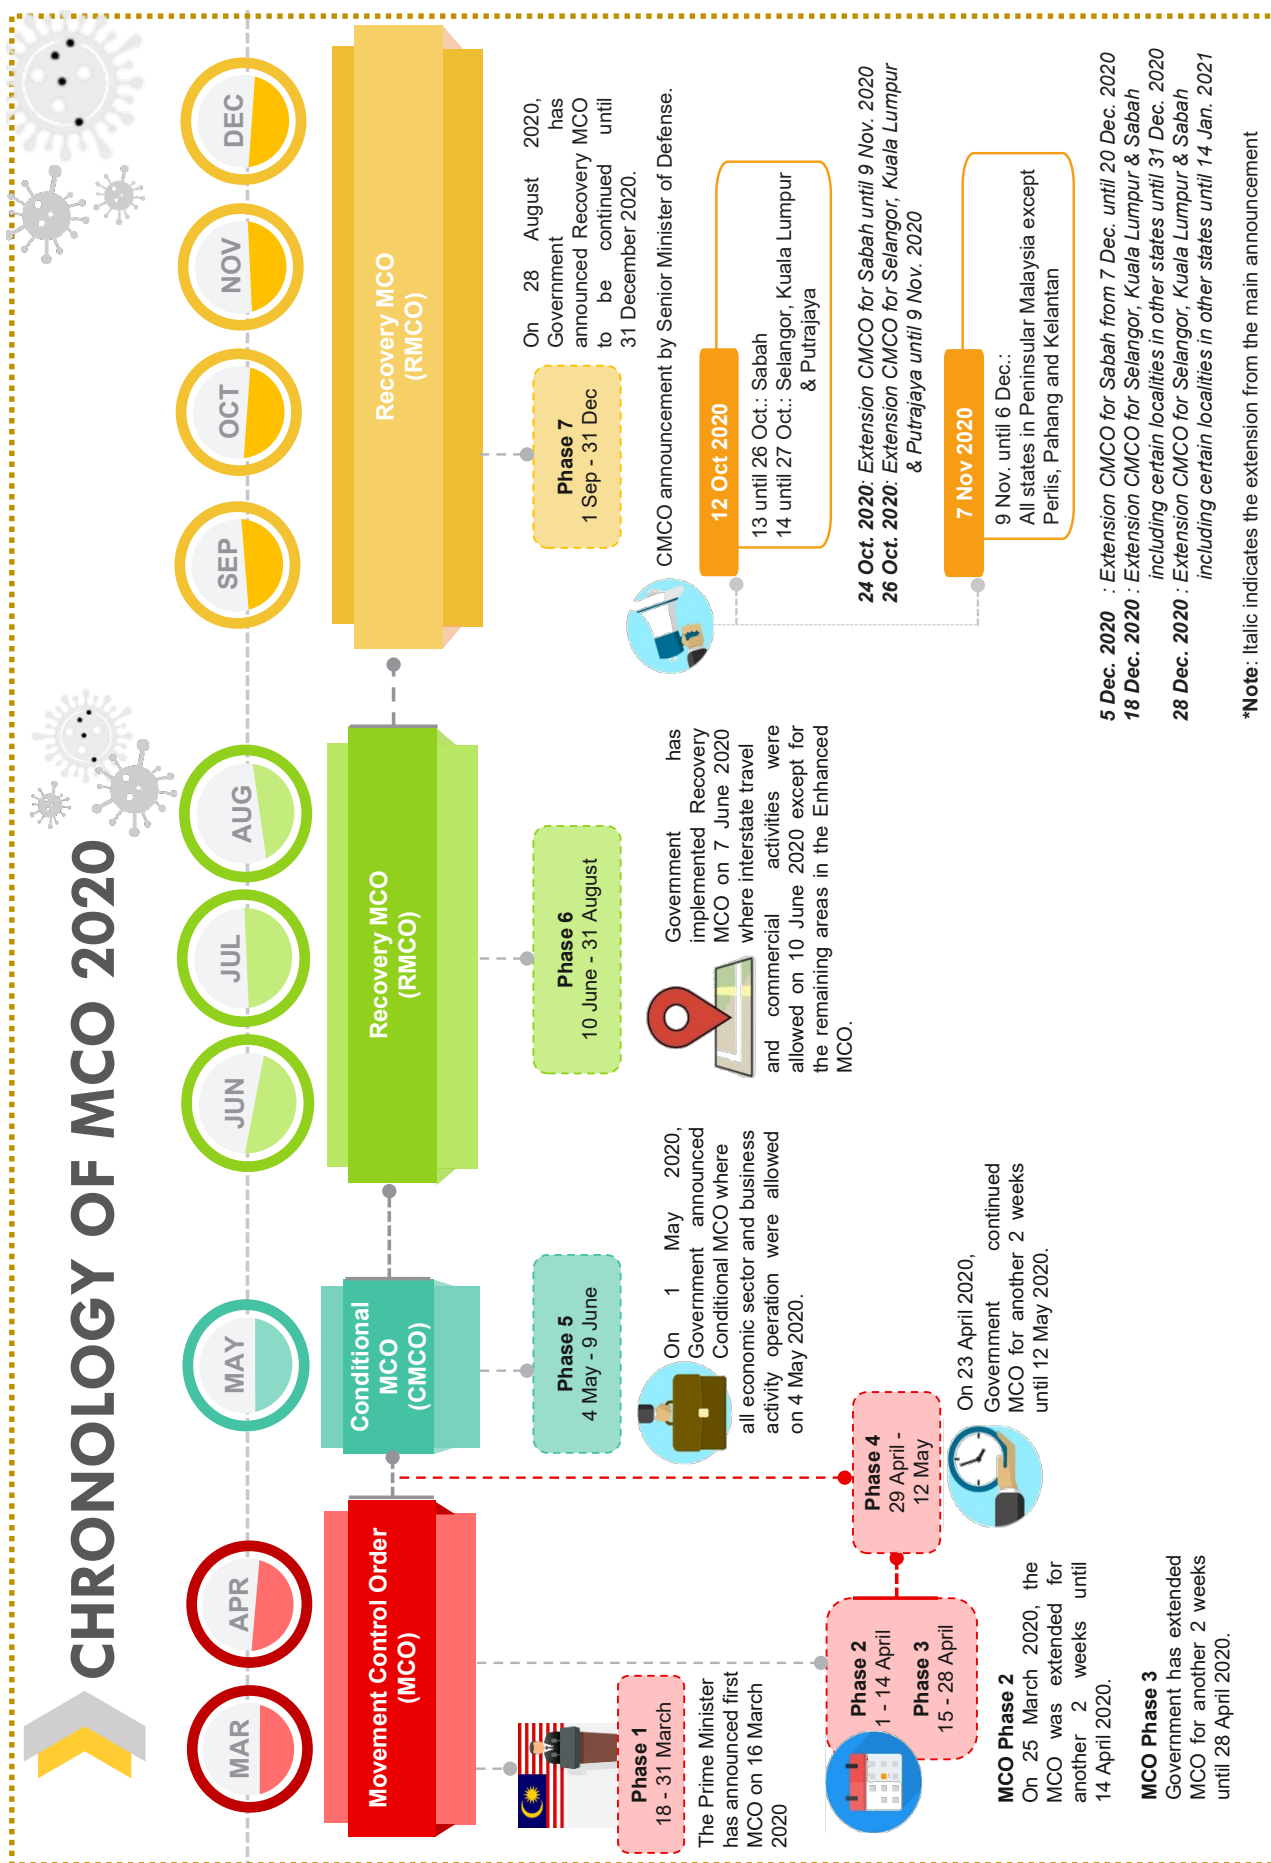 CHRONOLOGY OF MCO 2020
MAR
APR
MAY
JUN
JUL
AUG
SEP
OCT
NOV
DEC
Movement Control Order
(MCO)
Conditional
MCO
(CMCO)
Recovery MCO
(RMCO)
Recovery MCO
(RMCO)
Phase 1
18 - 31 March
The Prime Minister
has announced first
MCO on 16 March
2020
Phase 2
1 - 14 April
Phase 3
15 - 28 April
MCO Phase 2
On 25 March 2020, the
MCO was extended for
another 2 weeks until
14 April 2020.
MCO Phase 3
Government has extended
MCO for another 2 weeks
until 28 April 2020.
Phase 4
29 April -
12 May
On 23 April 2020,
Government continued
MCO for another 2 weeks
until 12 May 2020.
Phase 5
4 May - 9 June
On 1 May 2020,
Government announced
Conditional MCO where
all economic sector and business
activity operation were allowed
on 4 May 2020.
Phase 6
10 June - 31 August
Government has
implemented Recovery
MCO on 7 June 2020
where interstate travel
and commercial activities were
allowed on 10 June 2020 except for
the remaining areas in the Enhanced
MCO.
Phase 7
1 Sep - 31 Dec
On 28 August 2020,
Government has
announced Recovery MCO
to be continued until
31 December 2020.
CMCO announcement by Senior Minister of Defense.
12 Oct 2020
13 until 26 Oct.: Sabah
14 until 27 Oct.: Selangor, Kuala Lumpur
& Putrajaya
24 Oct. 2020: Extension CMCO for Sabah until 9 Nov. 2020
26 Oct. 2020: Extension CMCO for Selangor, Kuala Lumpur
& Putrajaya until 9 Nov. 2020
7 Nov 2020
9 Nov. until 6 Dec.:
All states in Peninsular Malaysia except
Perlis, Pahang and Kelantan
5 Dec. 2020 : Extension CMCO for Sabah from 7 Dec. until 20 Dec. 2020
18 Dec. 2020 : Extension CMCO for Selangor, Kuala Lumpur & Sabah
including certain localities in other states until 31 Dec. 2020
28 Dec. 2020 : Extension CMCO for Selangor, Kuala Lumpur & Sabah
including certain localities in other states until 14 Jan. 2021
*Note: Italic indicates the extension from the main announcement